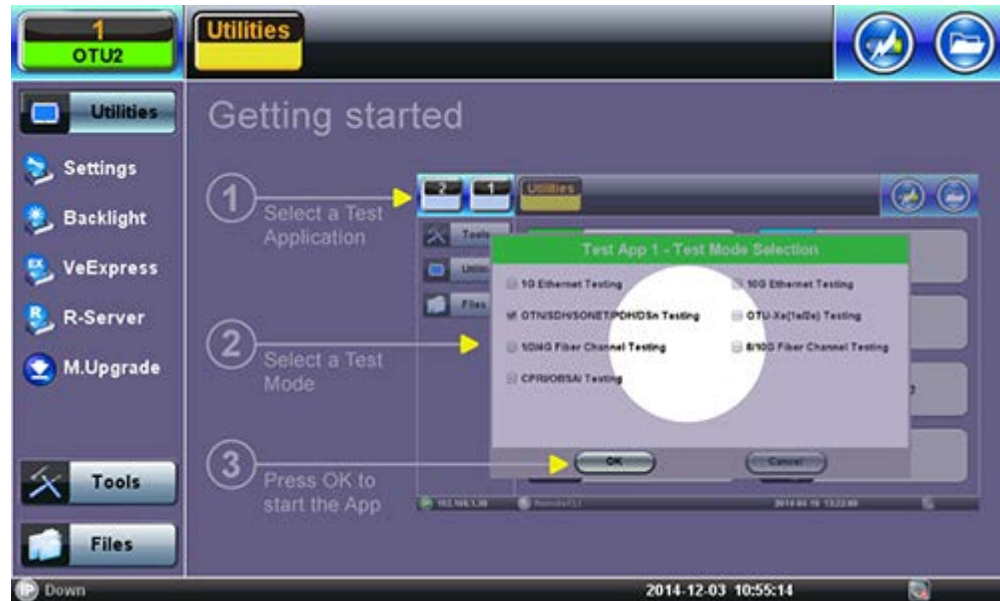 1
OTU2
Utilities
Utilities
Settings
Backlight
VeExpress
R-Server
M.Upgrade
Tools
Files
Getting started
1
Select a Test
Application
2
Select a Test
Mode
3
Press OK to
start the App
2
1
Utilities
Tools
Files
Test App 1 - Test Mode Selection
1G Ethernet Testing
10G Ethernet Testing
OTN/SDH/SONET/PDH/DSn Testing
OTU-Xe(1e/2e) Testing
1/2/4G Fiber Channel Testing
8/10G Fiber Channel Testing
CPRI/OBSAI Testing
OK
Cancel
IP
Down
2014-12-03 10:55:14